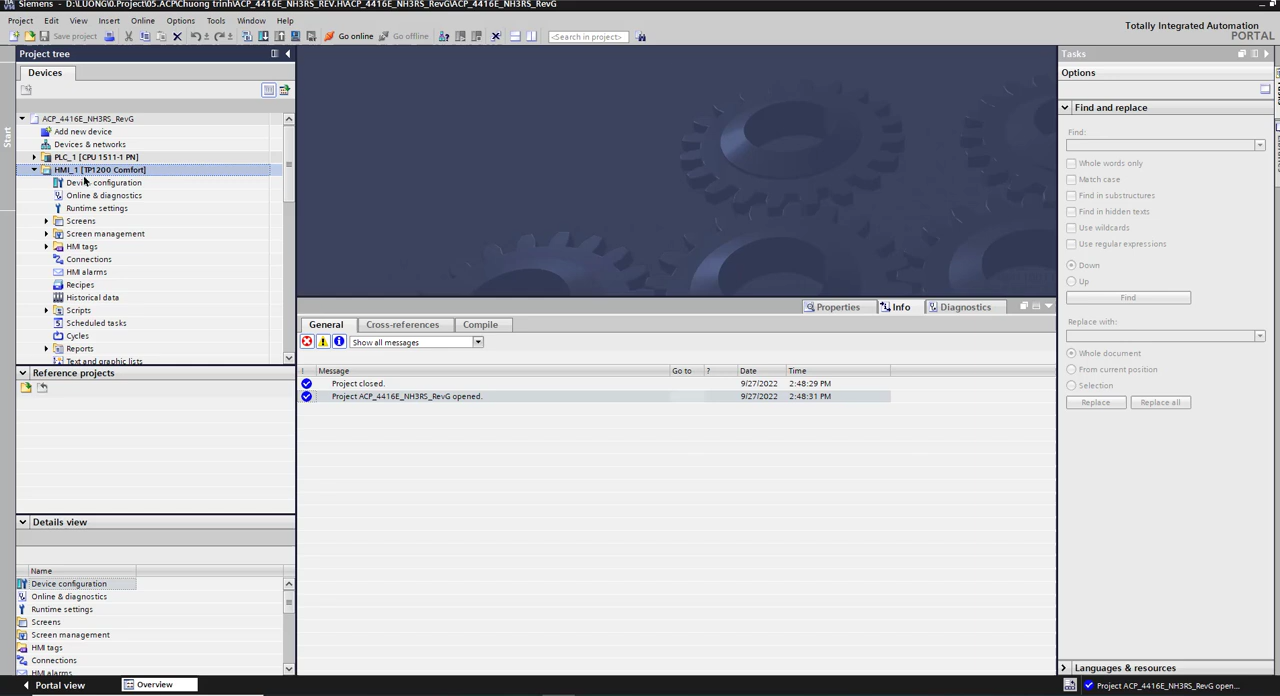 Siemens - D:\LUONG\0.Project\05.ACP\Chuong trinh\ACP_4416E_NH3RS_REV.H\ACP_4416E_NH3RS_RevG\ACP_4416E_NH3RS_RevG
Project Edit View Insert Online Options Tools Window Help
Totally Integrated Automation
PORTAL
Save project
Go online
Go offline
<Search in project>
Project tree
Devices
ACP_4416E_NH3RS_RevG
Add new device
Devices & networks
PLC_1 [CPU 1511-1 PN]
HMI_1 [TP1200 Comfort]
Device configuration
Online & diagnostics
Runtime settings
Screens
Screen management
HMI tags
Connections
HMI alarms
Recipes
Historical data
Scripts
Scheduled tasks
Cycles
Reports
Text and graphic lists
Reference projects
Details view
Name
Device configuration
Online & diagnostics
Runtime settings
Screens
Screen management
HMI tags
Connections
HMI alarms
Start
Properties
Info
Diagnostics
General
Cross-references
Compile
Show all messages
! Message Go to ? Date Time
Project closed. 9/27/2022 2:48:29 PM
Project ACP_4416E_NH3RS_RevG opened. 9/27/2022 2:48:31 PM
Tasks
Options
Find and replace
Find:
Whole words only
Match case
Find in substructures
Find in hidden texts
Use wildcards
Use regular expressions
Down
Up
Find
Replace with:
Whole document
From current position
Selection
Replace
Replace all
Languages & resources
Portal view
Overview
Project ACP_4416E_NH3RS_RevG open...